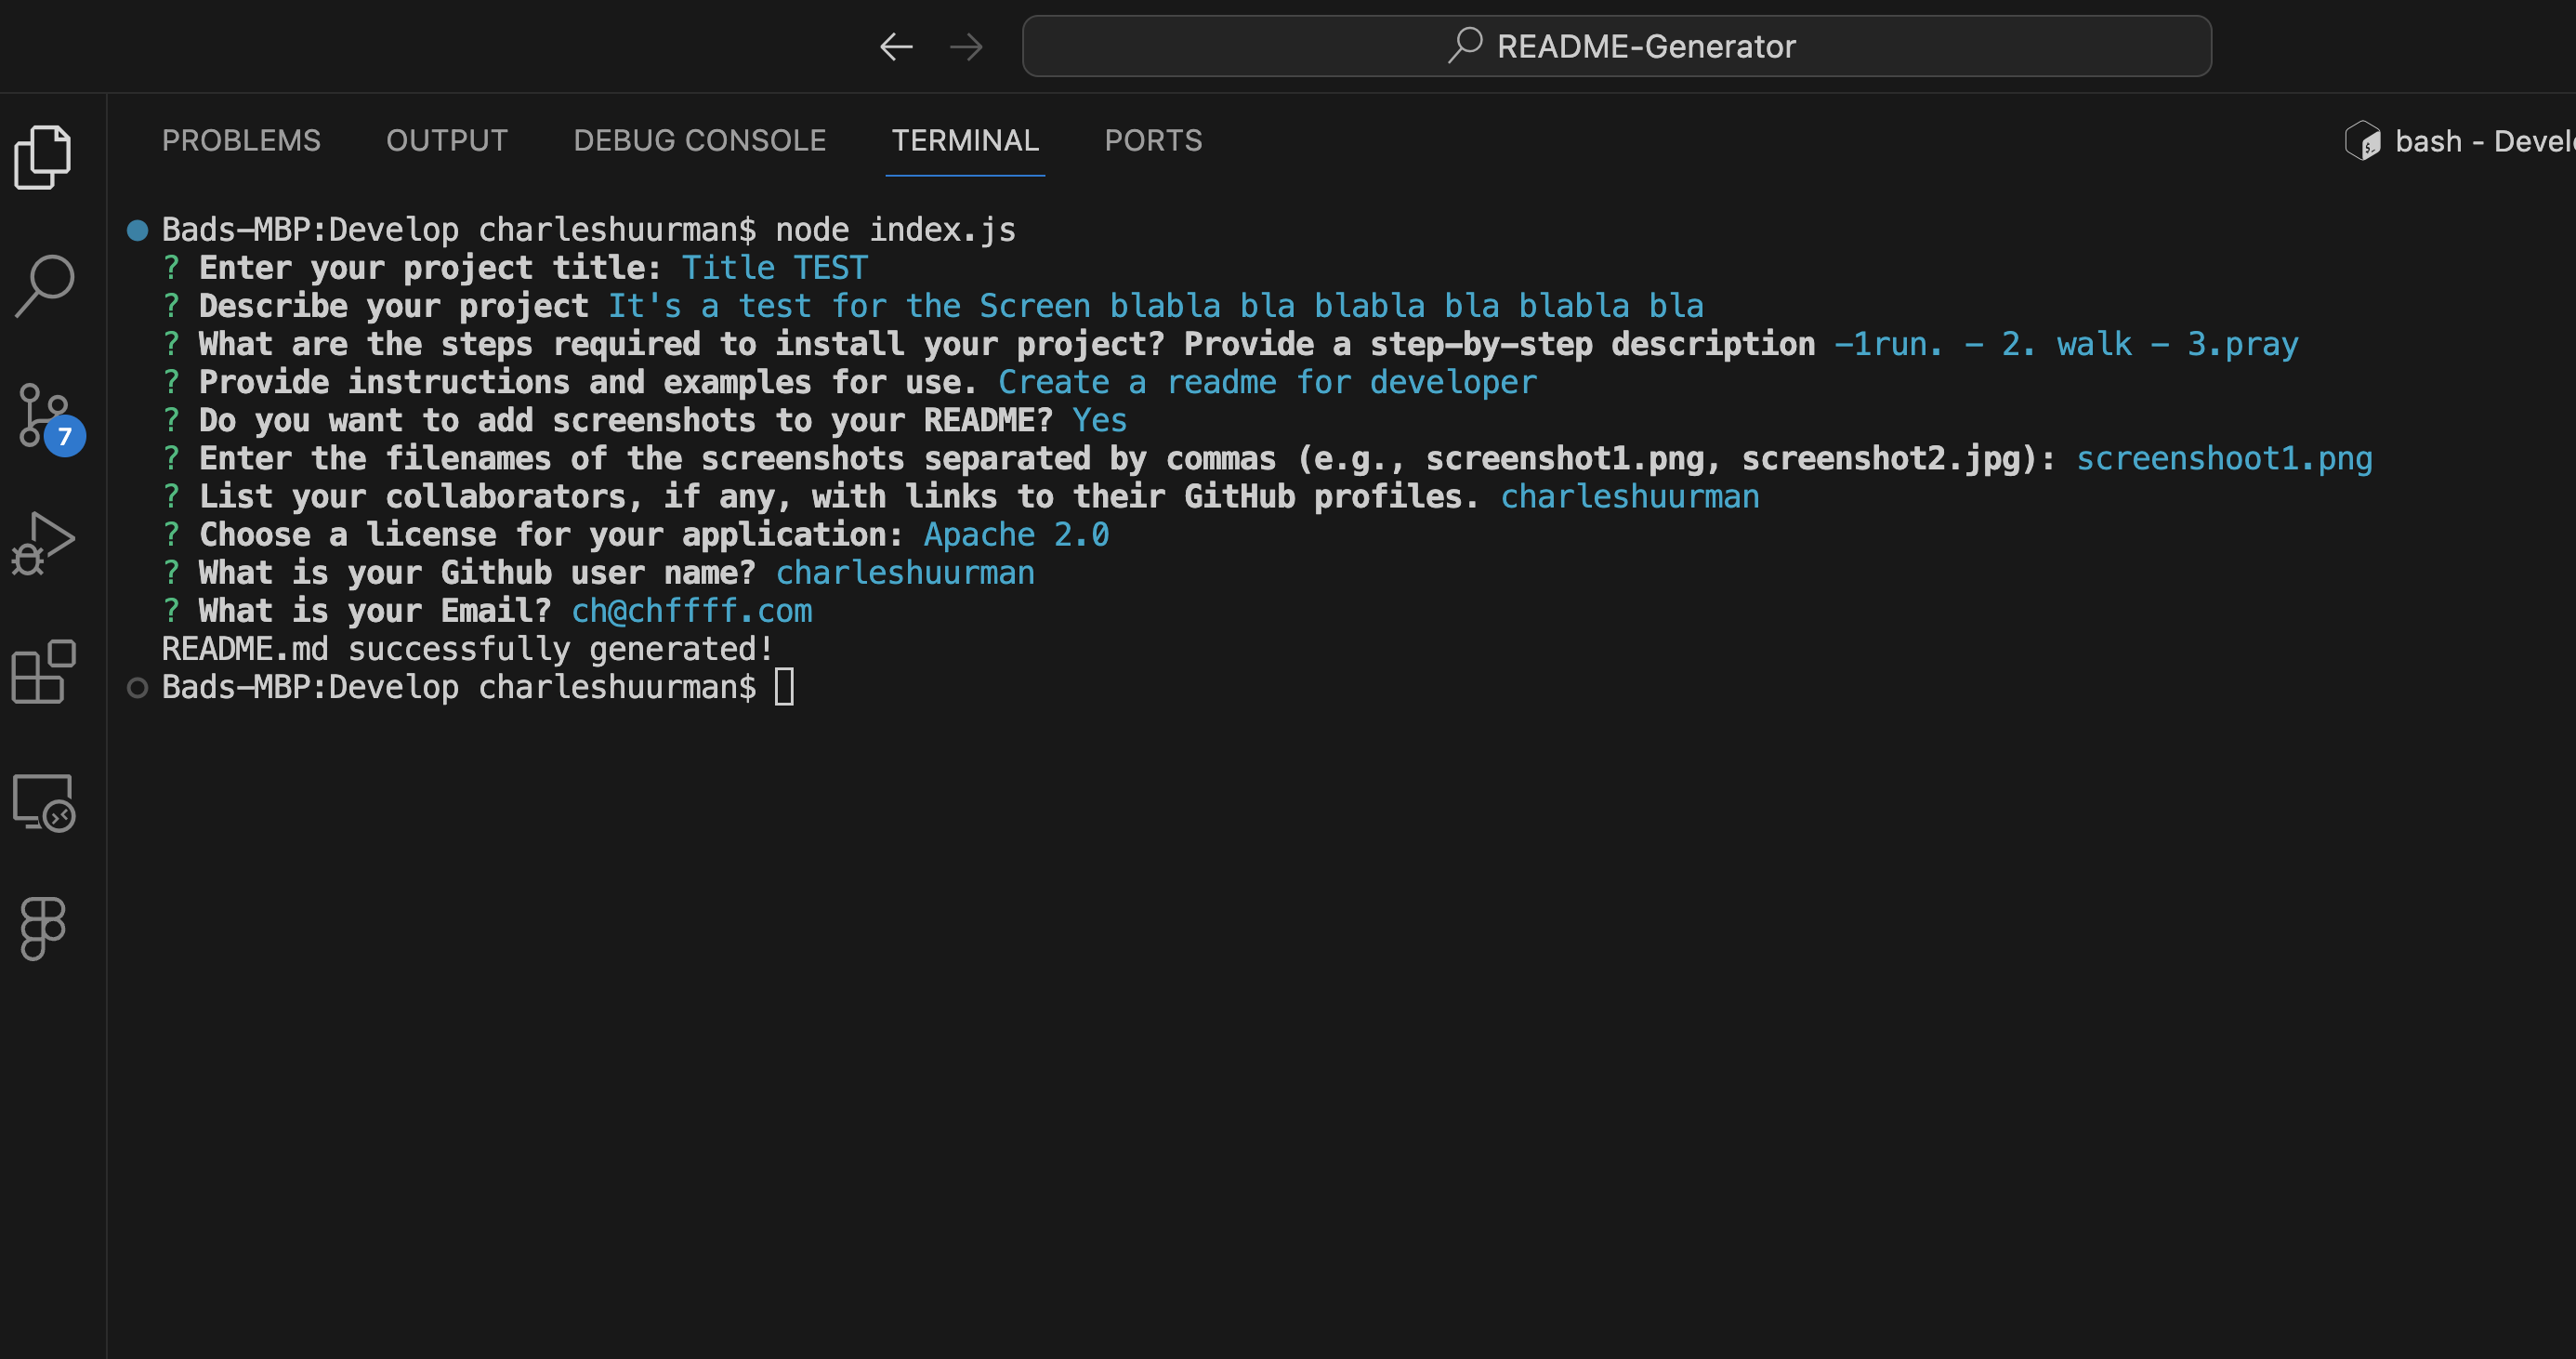 README-Generator
PROBLEMS OUTPUT DEBUG CONSOLE TERMINAL PORTS bash - Devel
Bads-MBP:Develop charleshuurman$ node index.js
? Enter your project title: Title TEST
? Describe your project It's a test for the Screen blabla bla blabla bla blabla bla
? What are the steps required to install your project? Provide a step-by-step description -1run. - 2. walk - 3.pray
? Provide instructions and examples for use. Create a readme for developer
? Do you want to add screenshots to your README? Yes
? Enter the filenames of the screenshots separated by commas (e.g., screenshot1.png, screenshot2.jpg): screenshoot1.png
7
? List your collaborators, if any, with links to their GitHub profiles. charleshuurman
? Choose a license for your application: Apache 2.0
? What is your Github user name? charleshuurman
? What is your Email? ch@chffff.com
README.md successfully generated!
Bads-MBP:Develop charleshuurman$